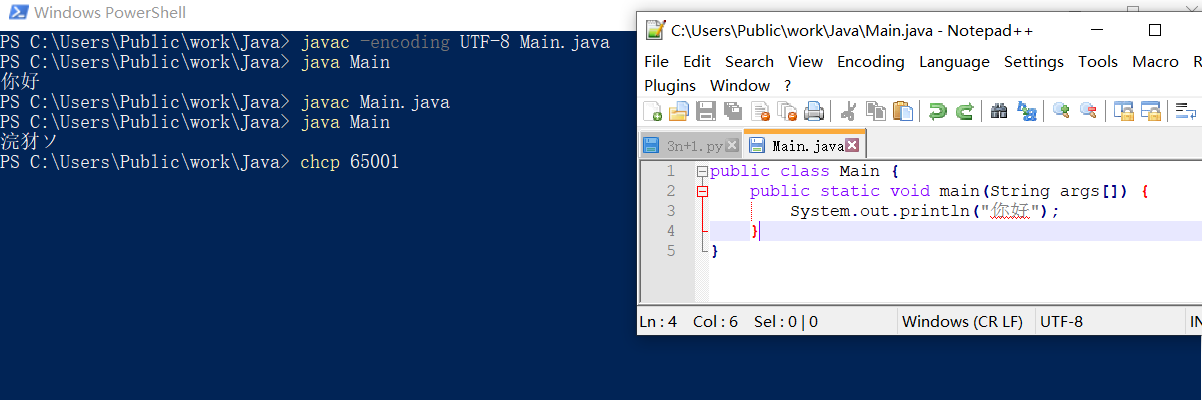 Windows PowerShell
PS C:\Users\Public\work\Java> javac -encoding UTF-8 Main.java
PS C:\Users\Public\work\Java> java Main
你好
PS C:\Users\Public\work\Java> javac Main.java
PS C:\Users\Public\work\Java> java Main
浣犲ソ
PS C:\Users\Public\work\Java> chcp 65001
C:\Users\Public\work\Java\Main.java - Notepad++
File Edit Search View Encoding Language Settings Tools Macro R
Plugins Window ?
3n+1.py Main.java
1 public class Main {
2 public static void main(String args[]) {
3 System.out.println("你好");
4 }
5 }
Ln : 4 Col : 6 Sel : 0 | 0 Windows (CR LF) UTF-8 IN